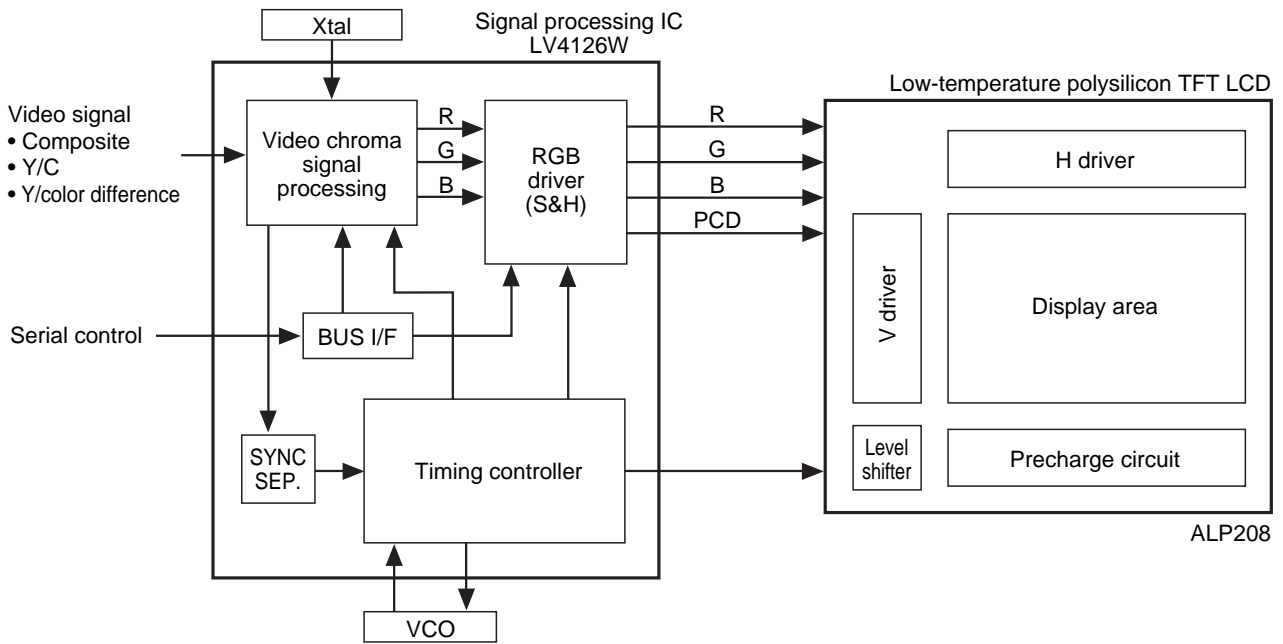 Xtal
Signal processing IC
LV4126W
Low-temperature polysilicon TFT LCD
Video signal
• Composite
• Y/C
• Y/color difference
Video chroma
signal
processing
R
G
B
RGB
driver
(S&H)
R
G
B
PCD
H driver
V driver
Display area
Serial control
BUS I/F
SYNC
SEP.
Timing controller
Level
shifter
Precharge circuit
ALP208
VCO